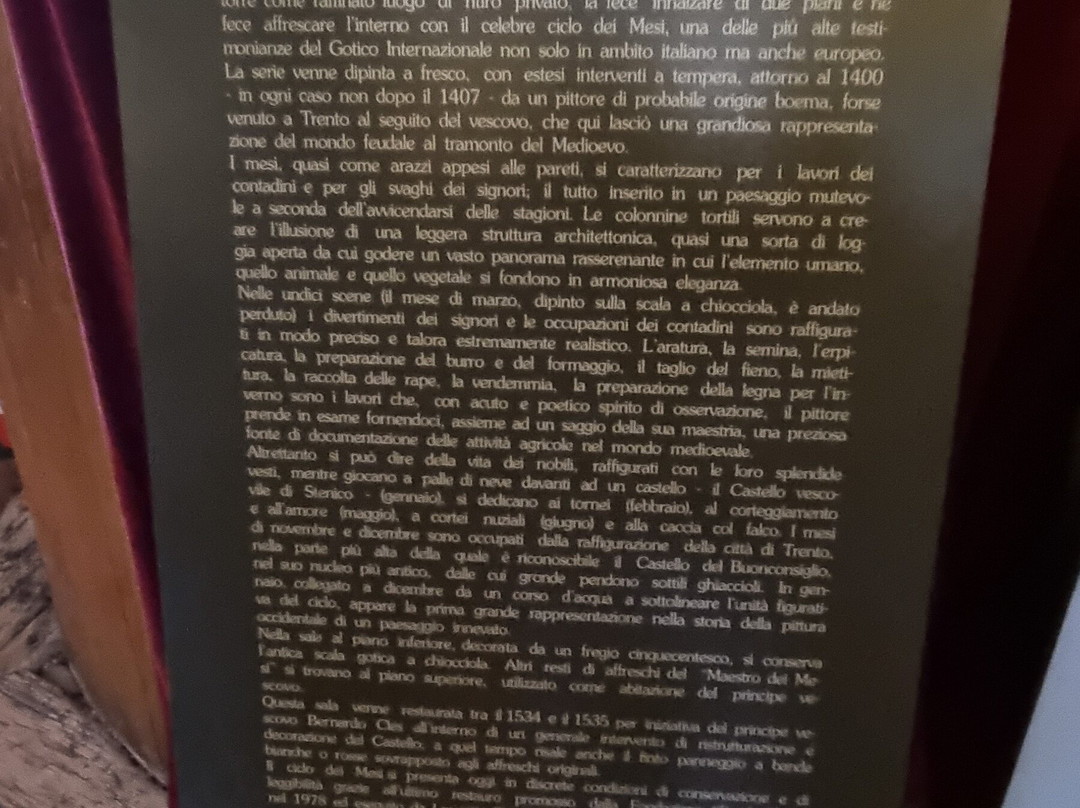 torre come raffinato luogo di ritiro privato, la fece innalzare di due piani e ne
fece affrescare l'interno con il celebre ciclo dei Mesi, una delle più alte testi-
monianze del Gotico Internazionale non solo in ambito italiano ma anche europeo.
La serie venne dipinta a fresco, con estesi interventi a tempera, attorno al 1400
- in ogni caso non dopo il 1407 - da un pittore di probabile origine boema, forse
venuto a Trento al seguito del vescovo, che qui lasciò una grandiosa rappresenta-
zione del mondo feudale al tramonto del Medioevo.
I mesi, quasi come arazzi appesi alle pareti, si caratterizzano per i lavori dei
contadini e per gli svaghi dei signori; il tutto inserito in un paesaggio mutevo-
le a seconda dell'avvicendarsi delle stagioni. Le colonnine tortili servono a cre-
are l'illusione di una leggera struttura architettonica, quasi una sorta di log-
gia aperta da cui godere un vasto panorama rasserenante in cui l'elemento umano,
quello animale e quello vegetale si fondono in armoniosa eleganza.
Nelle undici scene (il mese di marzo, dipinto sulla scala a chiocciola, è andato
perduto) i divertimenti dei signori e le occupazioni dei contadini sono raffigura-
ti in modo preciso e talora estremamente realistico. L'aratura, la semina, l'erpi-
catura, la preparazione del burro e del formaggio, il taglio del fieno, la mieti-
tura, la raccolta delle rape, la vendemmia, la preparazione della legna per l'in-
verno sono i lavori che, con acuto e poetico spirito di osservazione, il pittore
prende in esame fornendoci, assieme ad un saggio della sua maestria, una preziosa
fonte di documentazione delle attività agricole nel mondo medioevale.
Altrettanto si può dire della vita dei nobili, raffigurati con le loro splendide
vesti, mentre giocano a palle di neve davanti ad un castello - il Castello vesco-
vile di Stenico - (gennaio), si dedicano ai tornei (febbraio), al corteggiamento
e all'amore (maggio), a cortei nuziali (giugno) e alla caccia col falco. I mesi
di novembre e dicembre sono occupati dalla raffigurazione della città di Trento,
nella parte più alta della quale è riconoscibile il Castello del Buonconsiglio,
nel suo nucleo più antico, dalle cui gronde pendono sottili ghiaccioli. In gen-
naio, collegato a dicembre da un corso d'acqua a sottolineare l'unità figurati-
va del ciclo, appare la prima grande rappresentazione nella storia della pittura
occidentale di un paesaggio innevato.
Nella sala al piano inferiore, decorata da un fregio cinquecentesco, si conserva
l'antica scala gotica a chiocciola. Altri resti di affreschi del "Maestro dei Me-
si" si trovano al piano superiore, utilizzato come abitazione del principe ve-
scovo.
Questa sala venne restaurata tra il 1534 e il 1535 per iniziativa del principe ve-
scovo Bernardo Cles all'interno di un generale intervento di ristrutturazione e
decorazione del Castello; a quel tempo risale anche il finto panneggio a bande
bianche o rosse sovrapposto agli affreschi originali.
Il ciclo dei Mesi si presenta oggi in discrete condizioni di conservazione e di
leggibilità grazie all'ultimo restauro promosso dalla
nel 1978 ed eseguito da